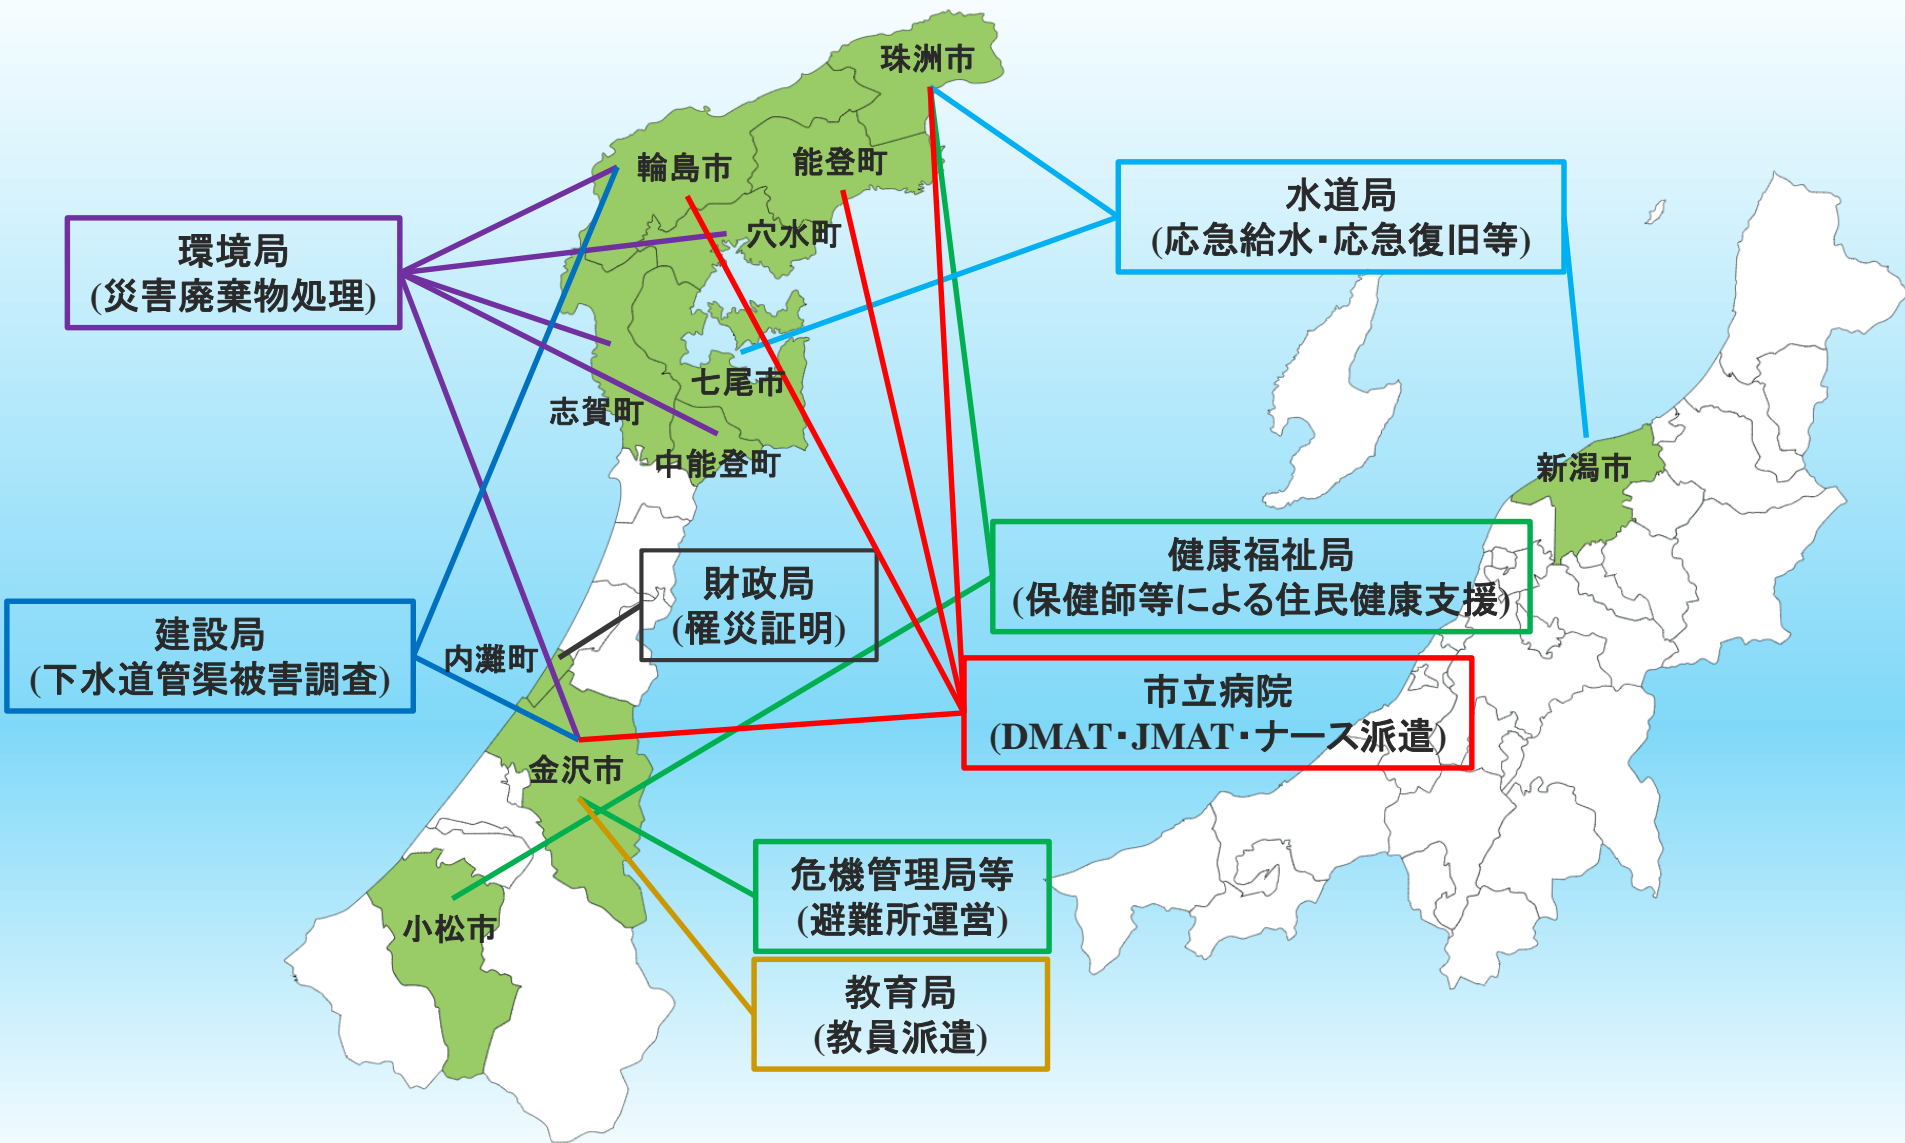 珠洲市
輪島市
能登町
穴水町
水道局
(応急給水・応急復旧等)
環境局
(災害廃棄物処理)
七尾市
志賀町
中能登町
新潟市
健康福祉局
(保健師等による住民健康支援)
財政局
(罹災証明)
建設局
(下水道管渠被害調査)
内灘町
市立病院
(DMAT・JMAT・ナース派遣)
金沢市
危機管理局等
(避難所運営)
小松市
教育局
(教員派遣)